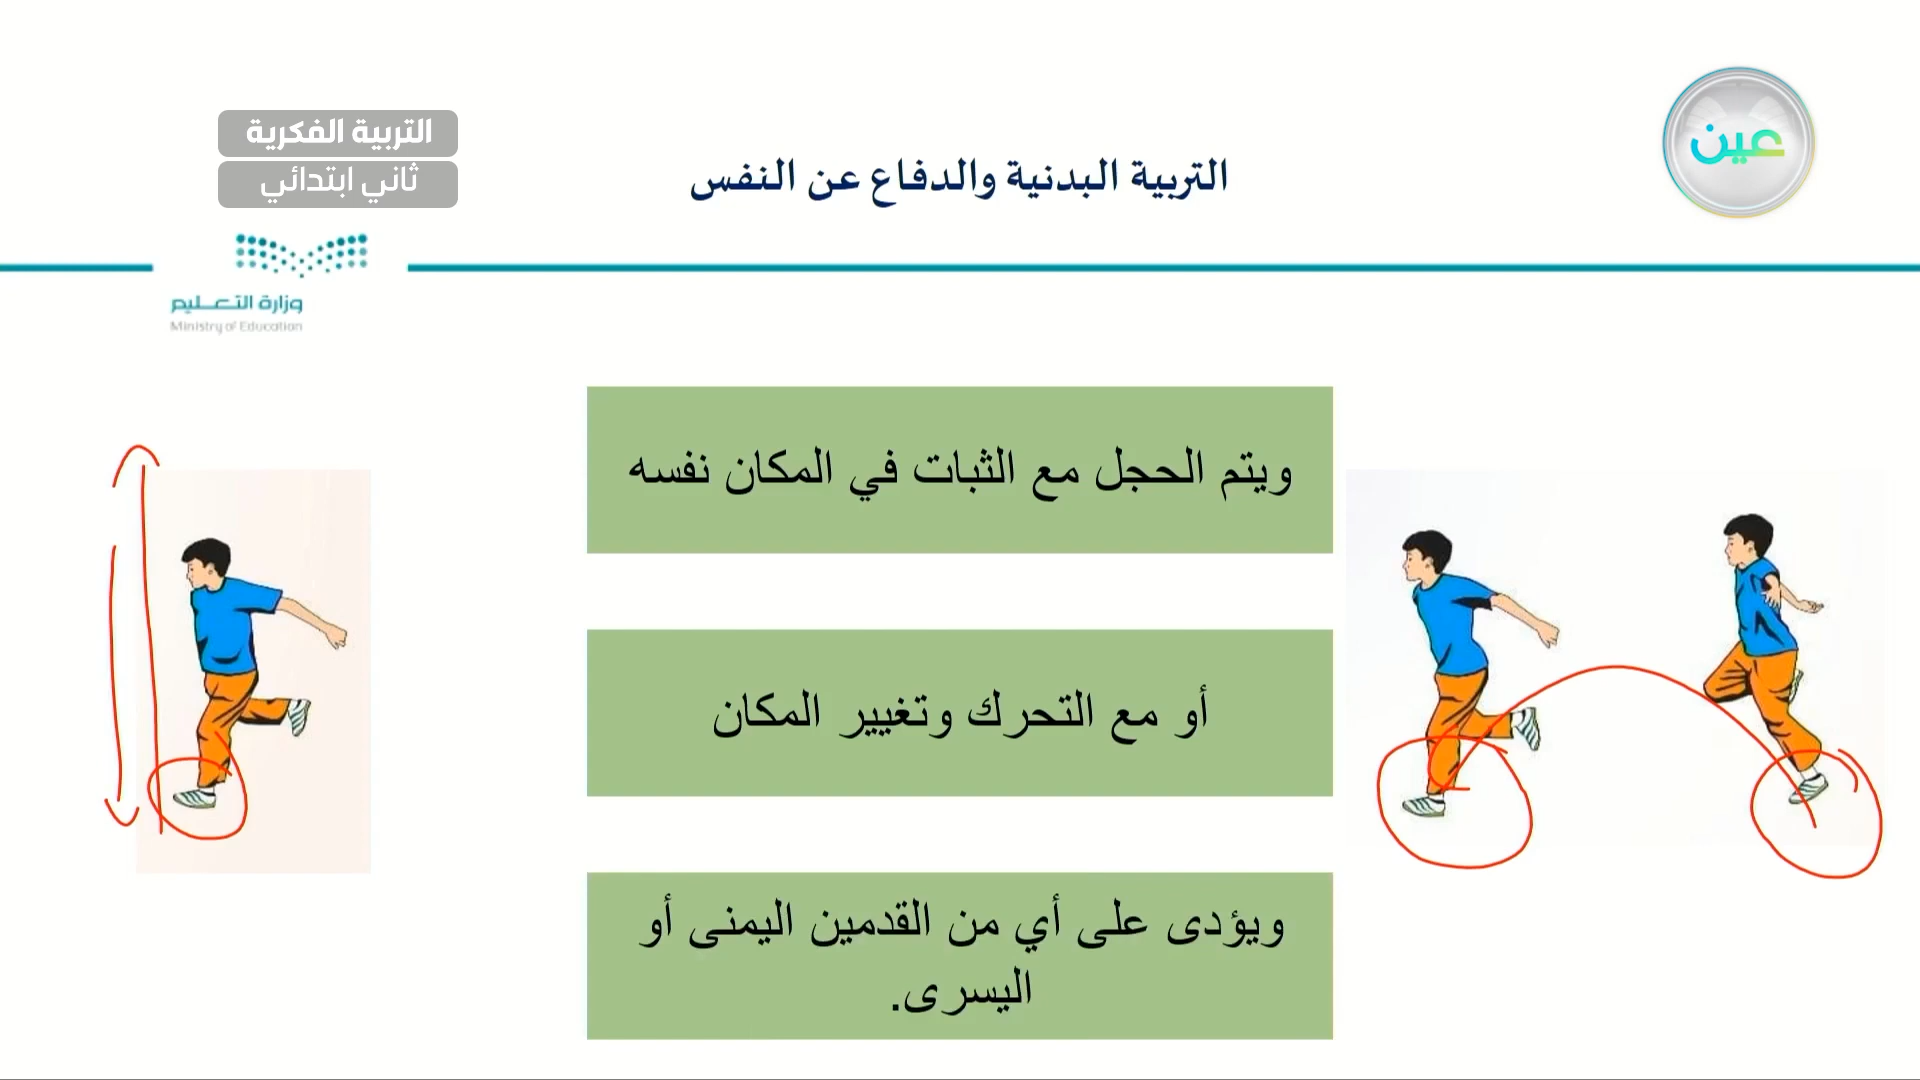 عين
التربية الفكرية
ثاني ابتدائي
التربية البدنية والدفاع عن النفس
وزارة التعليم
Ministry of Education
ويتم الحجل مع الثبات في المكان نفسه
أو مع التحرك وتغيير المكان
ويؤدى على أي من القدمين اليمنى أو
اليسرى.